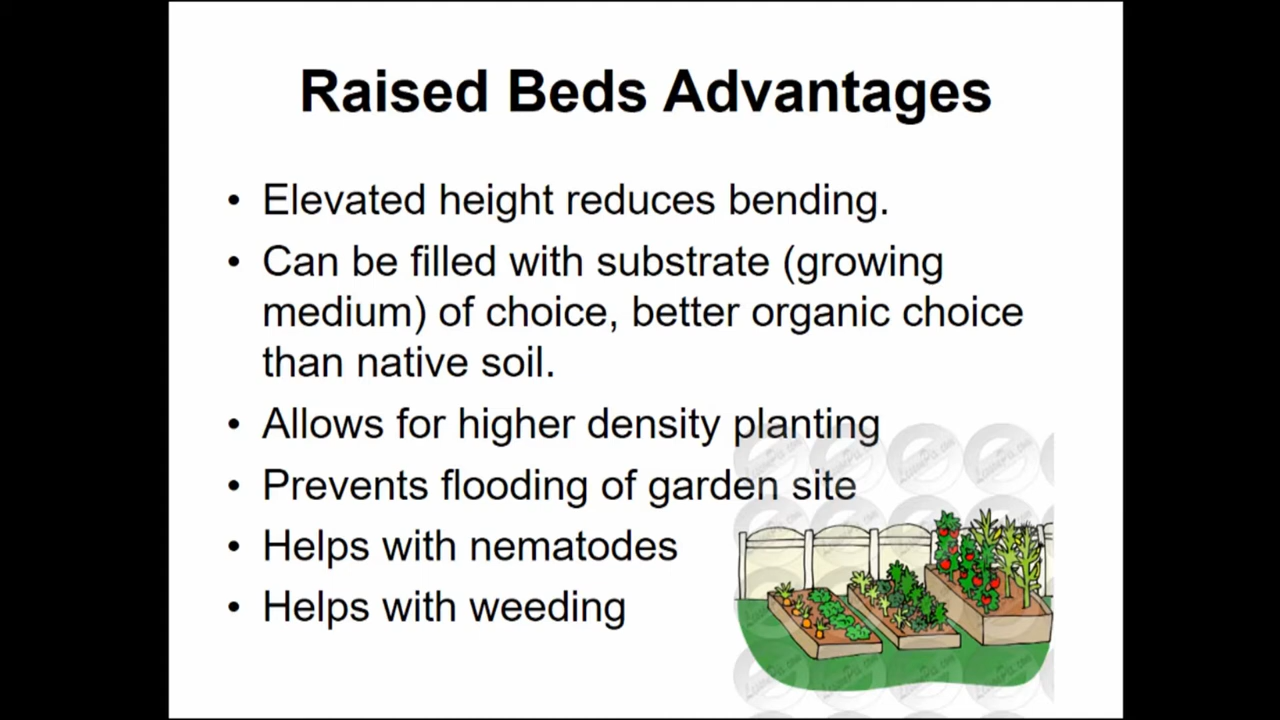 Raised Beds Advantages
• Elevated height reduces bending.
• Can be filled with substrate (growing
medium) of choice, better organic choice
than native soil.
• Allows for higher density planting
• Prevents flooding of garden site
• Helps with nematodes
• Helps with weeding